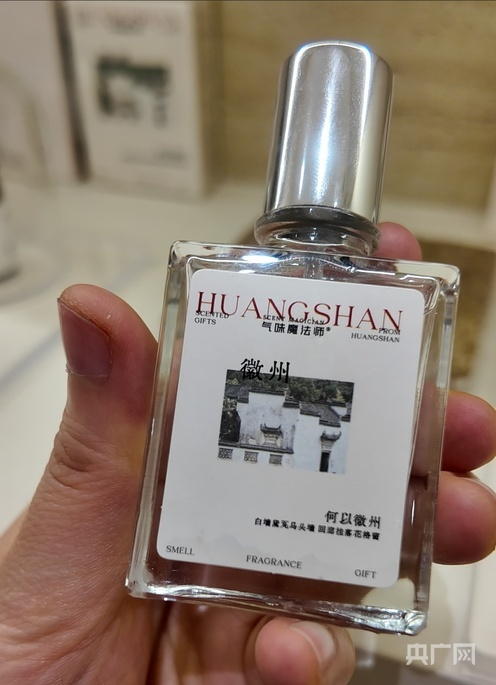 HUANGSHAN
SCENTED GIFTS
SCENT MAGICIAN
FROM HUANGSHAN
气味魔法师®
徽州
何以徽州
白墙黛瓦马头墙 回廊挂落花格窗
SMELL
FRAGRANCE
GIFT
央广网